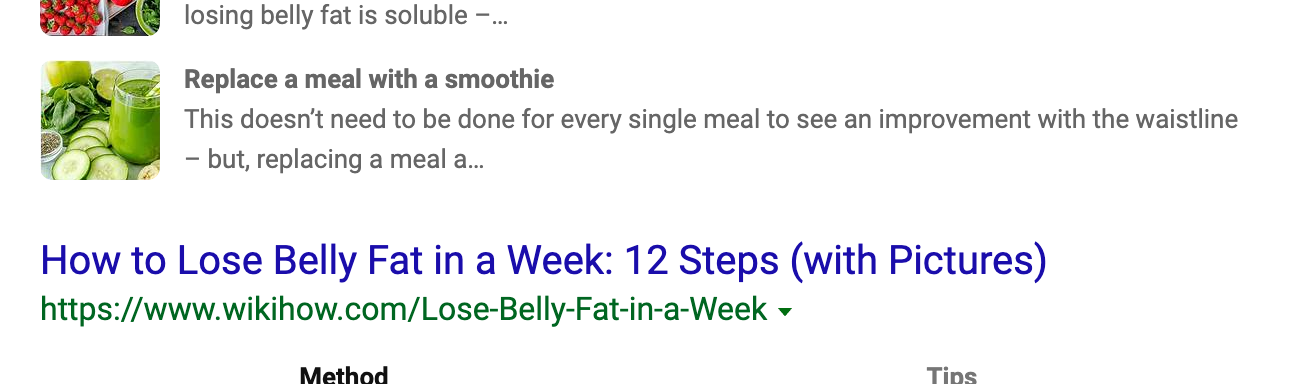 losing belly fat is soluble –...
Replace a meal with a smoothie
This doesn’t need to be done for every single meal to see an improvement with the waistline
– but, replacing a meal a...
How to Lose Belly Fat in a Week: 12 Steps (with Pictures)
https://www.wikihow.com/Lose-Belly-Fat-in-a-Week
Method Tips